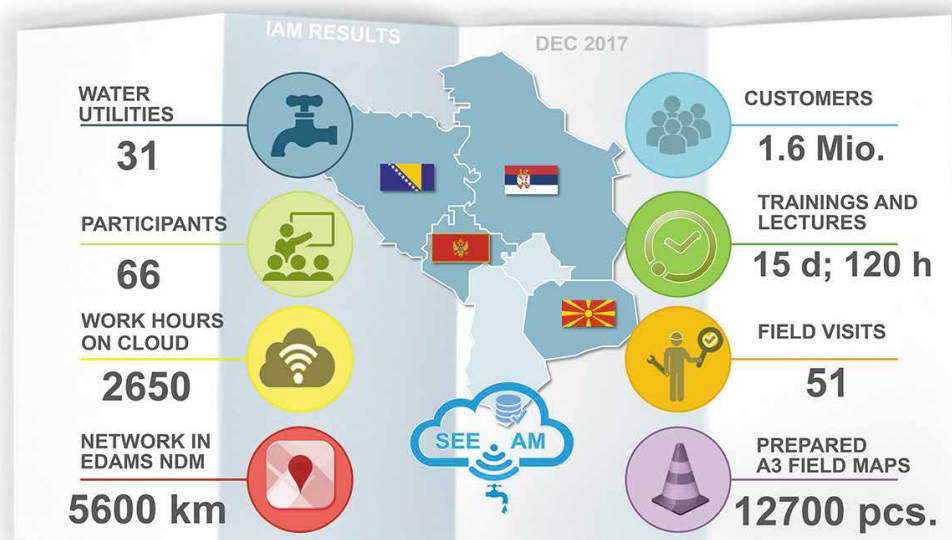 IAM RESULTS
DEC 2017
WATER
UTILITIES
31
PARTICIPANTS
66
WORK HOURS
ON CLOUD
2650
NETWORK IN
EDAMS NDM
5600 km
CUSTOMERS
1.6 Mio.
TRAININGS AND
LECTURES
15 d; 120 h
FIELD VISITS
51
PREPARED
A3 FIELD MAPS
12700 pcs.
SEE AM